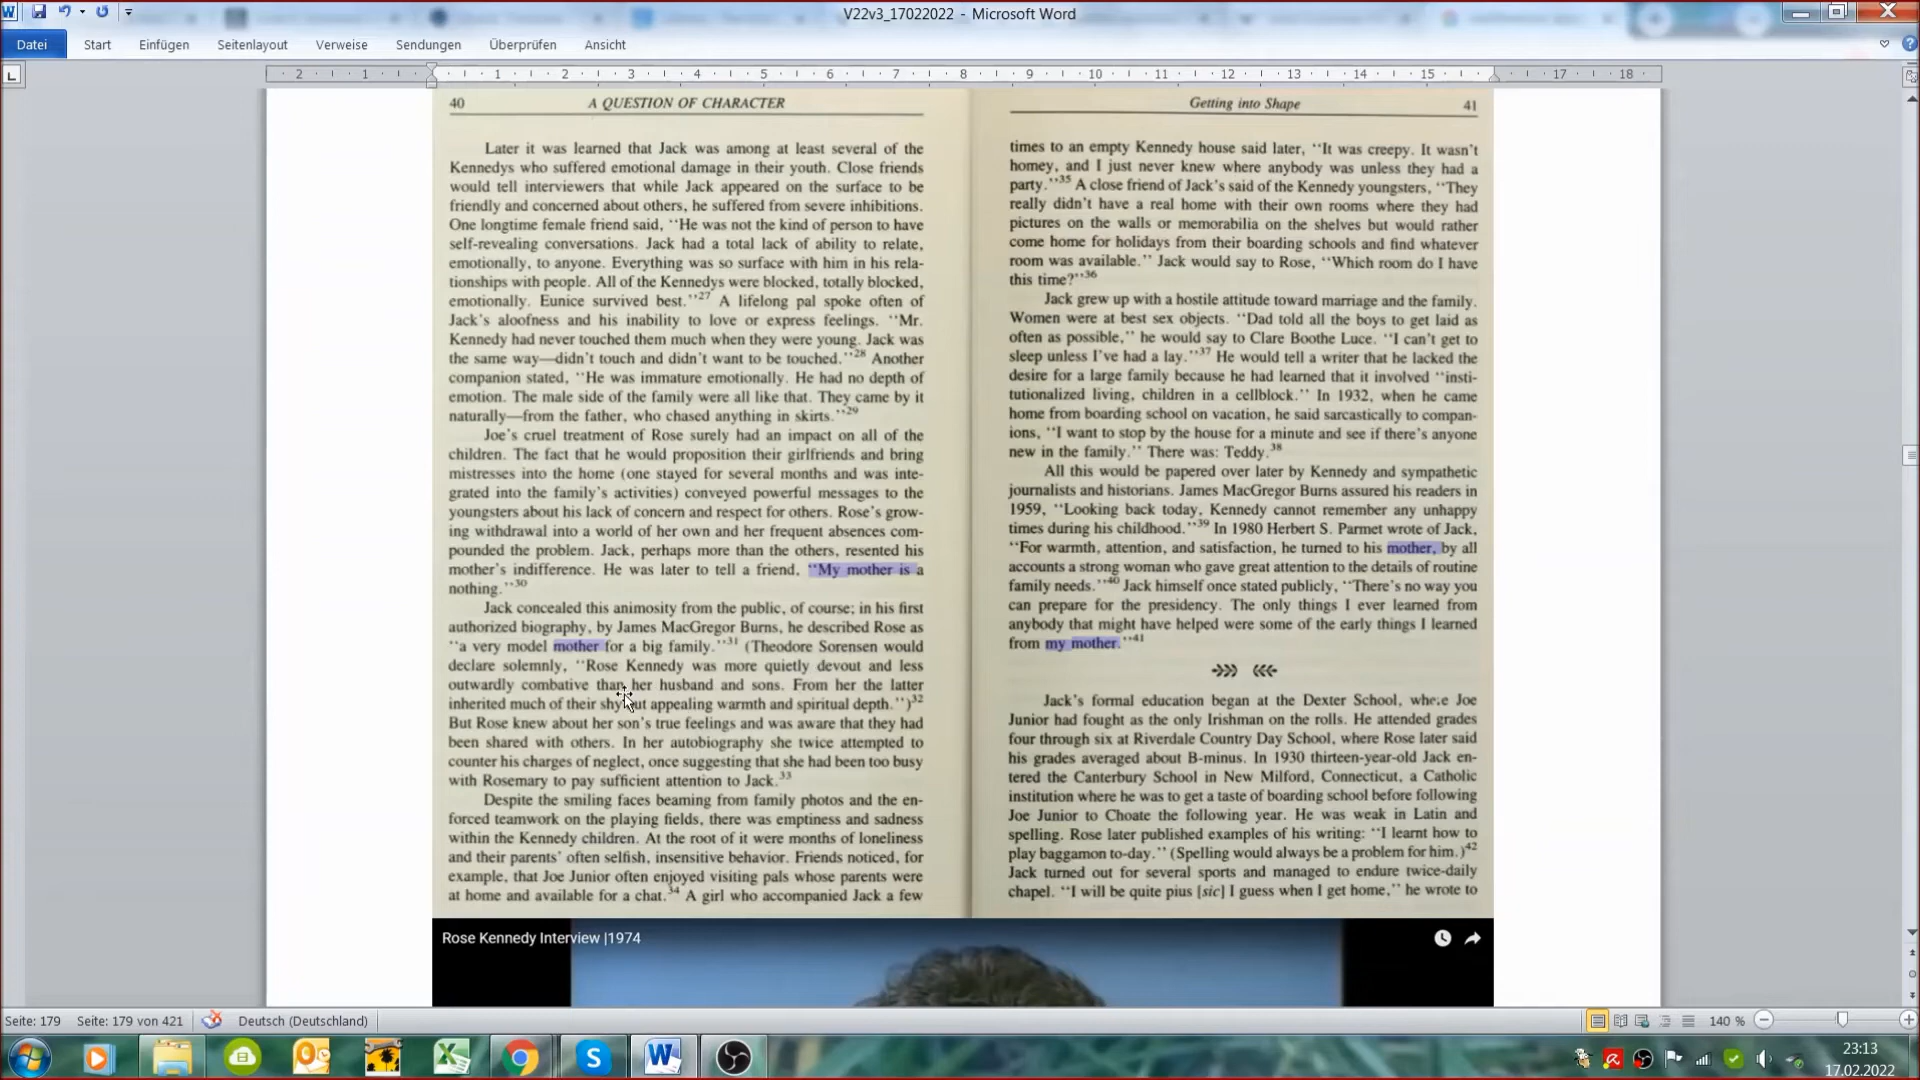 V22v3_17022022 - Microsoft Word
Datei Start Einfügen Seitenlayout Verweise Sendungen Überprüfen Ansicht
2 1 1 2 3 4 5 6 7 8 9 10 11 12 13 14 15 17 18
40 A QUESTION OF CHARACTER
Later it was learned that Jack was among at least several of the
Kennedys who suffered emotional damage in their youth. Close friends
would tell interviewers that while Jack appeared on the surface to be
friendly and concerned about others, he suffered from severe inhibitions.
One longtime female friend said, ‘‘He was not the kind of person to have
self-revealing conversations. Jack had a total lack of ability to relate,
emotionally, to anyone. Everything was so surface with him in his rela-
tionships with people. All of the Kennedys were blocked, totally blocked,
emotionally. Eunice survived best.’’27 A lifelong pal spoke often of
Jack’s aloofness and his inability to love or express feelings. ‘‘Mr.
Kennedy had never touched them much when they were young. Jack was
the same way—didn’t touch and didn’t want to be touched.’’28 Another
companion stated, ‘‘He was immature emotionally. He had no depth of
emotion. The male side of the family were all like that. They came by it
naturally—from the father, who chased anything in skirts.’’29
Joe’s cruel treatment of Rose surely had an impact on all of the
children. The fact that he would proposition their girlfriends and bring
mistresses into the home (one stayed for several months and was inte-
grated into the family’s activities) conveyed powerful messages to the
youngsters about his lack of concern and respect for others. Rose’s grow-
ing withdrawal into a world of her own and her frequent absences com-
pounded the problem. Jack, perhaps more than the others, resented his
mother’s indifference. He was later to tell a friend, ‘‘My mother is a
nothing.’’30
Jack concealed this animosity from the public, of course; in his first
authorized biography, by James MacGregor Burns, he described Rose as
‘‘a very model mother for a big family.’’31 (Theodore Sorensen would
declare solemnly, ‘‘Rose Kennedy was more quietly devout and less
outwardly combative than her husband and sons. From her the latter
inherited much of their shy but appealing warmth and spiritual depth.’’)32
But Rose knew about her son’s true feelings and was aware that they had
been shared with others. In her autobiography she twice attempted to
counter his charges of neglect, once suggesting that she had been too busy
with Rosemary to pay sufficient attention to Jack.33
Despite the smiling faces beaming from family photos and the en-
forced teamwork on the playing fields, there was emptiness and sadness
within the Kennedy children. At the root of it were months of loneliness
and their parents’ often selfish, insensitive behavior. Friends noticed, for
example, that Joe Junior often enjoyed visiting pals whose parents were
at home and available for a chat.34 A girl who accompanied Jack a few
Getting into Shape 41
times to an empty Kennedy house said later, ‘‘It was creepy. It wasn’t
homey, and I just never knew where anybody was unless they had a
party.’’35 A close friend of Jack’s said of the Kennedy youngsters, ‘‘They
really didn’t have a real home with their own rooms where they had
pictures on the walls or memorabilia on the shelves but would rather
come home for holidays from their boarding schools and find whatever
room was available.’’ Jack would say to Rose, ‘‘Which room do I have
this time?’’36
Jack grew up with a hostile attitude toward marriage and the family.
Women were at best sex objects. ‘‘Dad told all the boys to get laid as
often as possible,’’ he would say to Clare Boothe Luce. ‘‘I can’t get to
sleep unless I’ve had a lay.’’37 He would tell a writer that he lacked the
desire for a large family because he had learned that it involved ‘‘insti-
tutionalized living, children in a cellblock.’’ In 1932, when he came
home from boarding school on vacation, he said sarcastically to compan-
ions, ‘‘I want to stop by the house for a minute and see if there’s anyone
new in the family.’’ There was: Teddy.38
All this would be papered over later by Kennedy and sympathetic
journalists and historians. James MacGregor Burns assured his readers in
1959, ‘‘Looking back today, Kennedy cannot remember any unhappy
times during his childhood.’’39 In 1980 Herbert S. Parmet wrote of Jack,
‘‘For warmth, attention, and satisfaction, he turned to his mother, by all
accounts a strong woman who gave great attention to the details of routine
family needs.’’40 Jack himself once stated publicly, ‘‘There’s no way you
can prepare for the presidency. The only things I ever learned from
anybody that might have helped were some of the early things I learned
from my mother.’’41
Jack’s formal education began at the Dexter School, where Joe
Junior had fought as the only Irishman on the rolls. He attended grades
four through six at Riverdale Country Day School, where Rose later said
his grades averaged about B-minus. In 1930 thirteen-year-old Jack en-
tered the Canterbury School in New Milford, Connecticut, a Catholic
institution where he was to get a taste of boarding school before following
Joe Junior to Choate the following year. He was weak in Latin and
spelling. Rose later published examples of his writing: ‘‘I learnt how to
play baggamon to-day.’’ (Spelling would always be a problem for him.)42
Jack turned out for several sports and managed to endure twice-daily
chapel. ‘‘I will be quite pius [sic] I guess when I get home,’’ he wrote to
Rose Kennedy Interview |1974
Seite: 179 Seite: 179 von 421 Deutsch (Deutschland) 140 %
23:13
17.02.2022